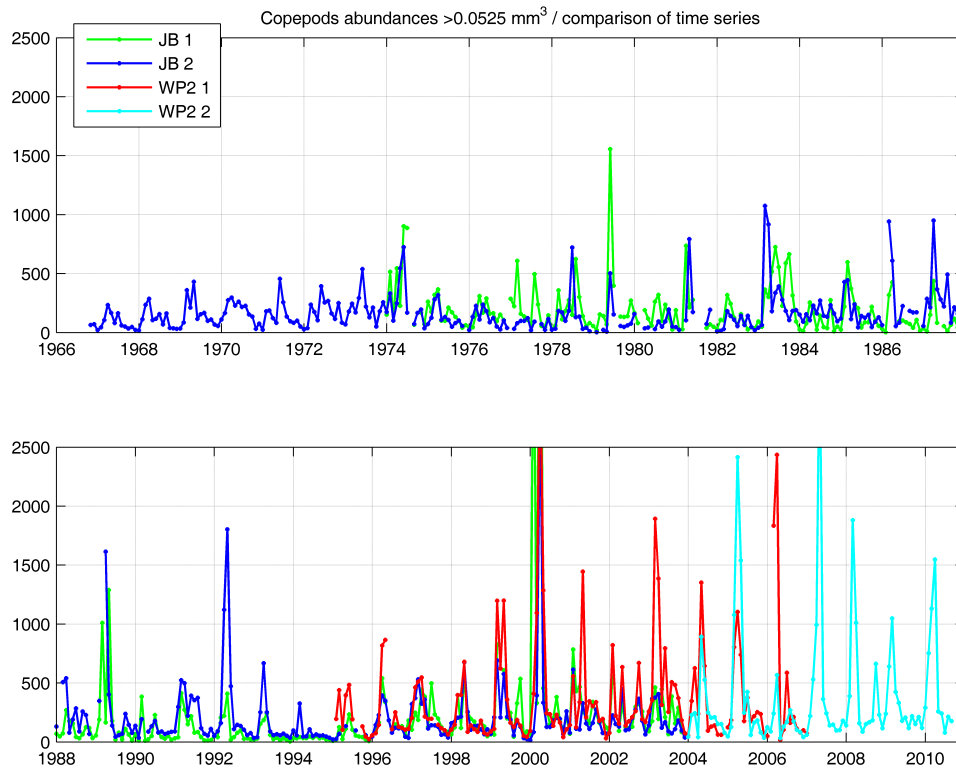 Copepods abundances >0.0525 mm³ / comparison of time series
2500
2000
1500
1000
500
0
JB 1
JB 2
WP2 1
WP2 2
1966 1968 1970 1972 1974 1976 1978 1980 1982 1984 1986
2500
2000
1500
1000
500
0
1988 1990 1992 1994 1996 1998 2000 2002 2004 2006 2008 2010